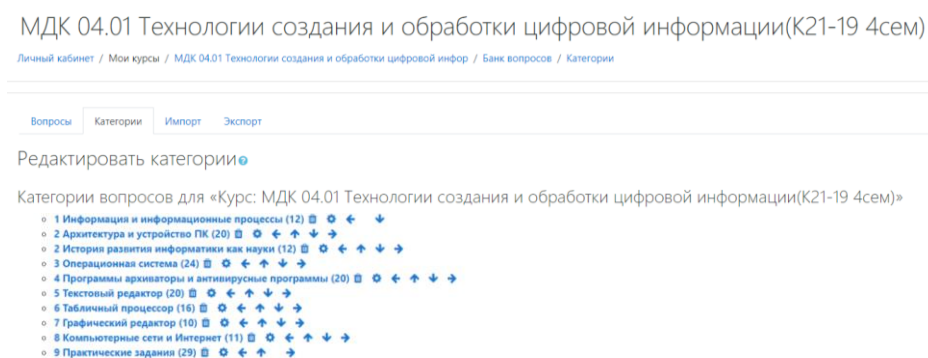 МДК 04.01 Технологии создания и обработки цифровой информации(К21-19 4сем)
Личный кабинет / Мои курсы / МДК 04.01 Технологии создания и обработки цифровой инфор / Банк вопросов / Категории
Вопросы Категории Импорт Экспорт
Редактировать категории
Категории вопросов для «Курс: МДК 04.01 Технологии создания и обработки цифровой информации(К21-19 4сем)»
1 Информация и информационные процессы (12)
2 Архитектура и устройство ПК (20)
2 История развития информатики как науки (12)
3 Операционная система (24)
4 Программы архиваторы и антивирусные программы (20)
5 Текстовый редактор (20)
6 Табличный процессор (16)
7 Графический редактор (10)
8 Компьютерные сети и Интернет (11)
9 Практические задания (29)